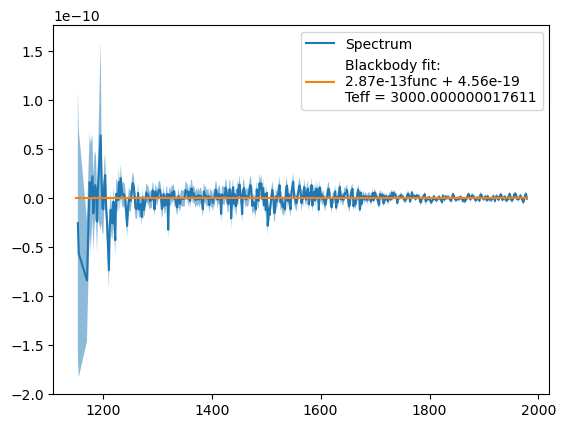 1e−10
1.5
1.0
0.5
0.0
−0.5
−1.0
−1.5
−2.0
1200
1400
1600
1800
2000
Spectrum
Blackbody fit:
2.87e-13func + 4.56e-19
Teff = 3000.000000017611